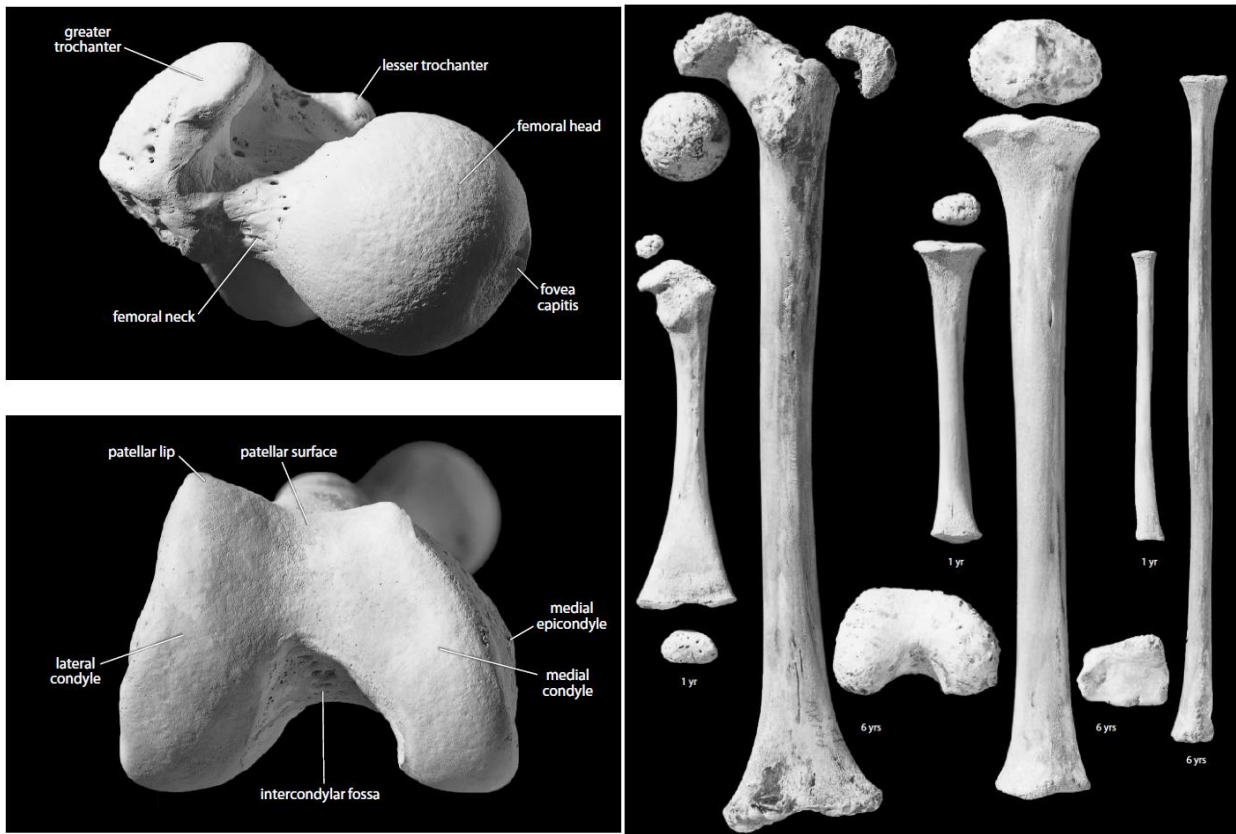 greater
trochanter
lesser trochanter
femoral head
fovea
capitis
femoral neck
patellar lip
patellar surface
medial
epicondyle
lateral
condyle
medial
condyle
intercondylar fossa
1 yr
1 yr
1 yr
6 yrs
6 yrs
6 yrs